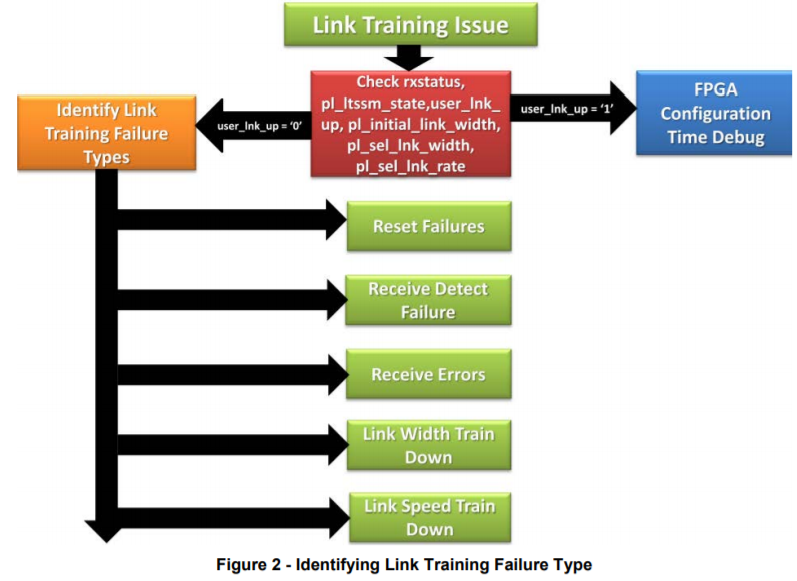 Link Training Issue
Check rxstatus,
pl_ltssm_state,user_lnk_
up, pl_initial_link_width,
pl_sel_lnk_width,
pl_sel_lnk_rate
user_lnk_up = ‘0’
user_lnk_up = ‘1’
Identify Link
Training Failure
Types
FPGA
Configuration
Time Debug
Reset Failures
Receive Detect
Failure
Receive Errors
Link Width Train
Down
Link Speed Train
Down
Figure 2 - Identifying Link Training Failure Type